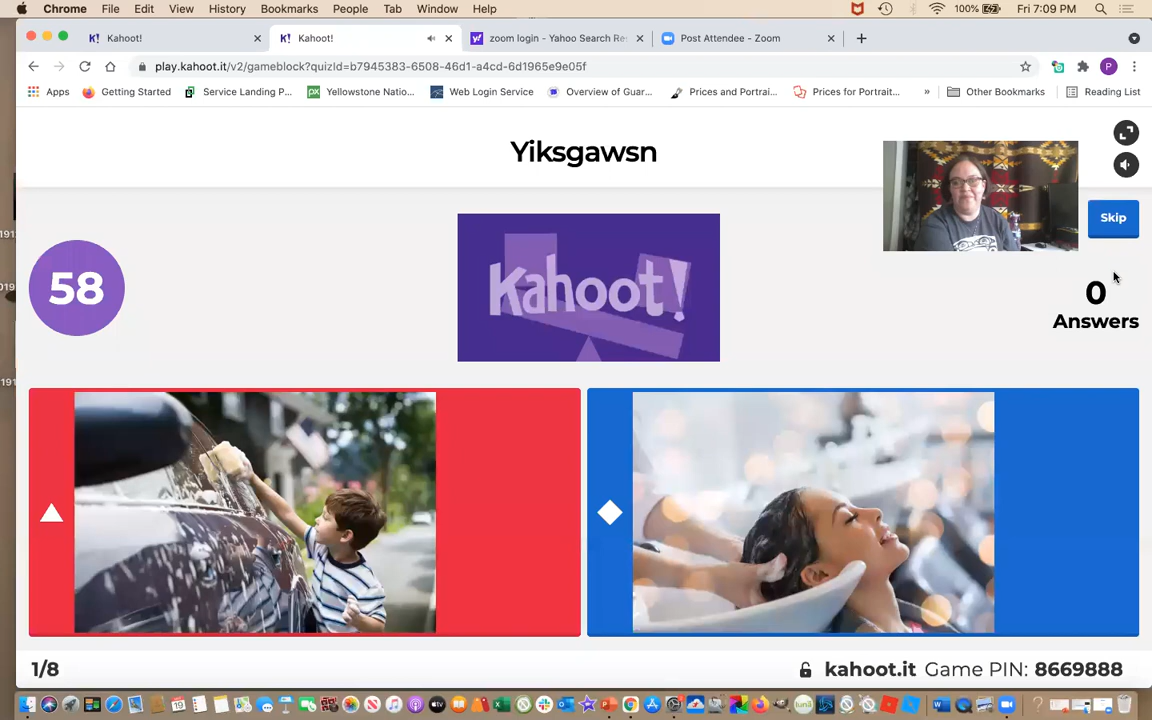 Chrome File Edit View History Bookmarks People Tab Window Help 100% Fri 7:09 PM
K! Kahoot! K! Kahoot! zoom login - Yahoo Search Re Post Attendee - Zoom
play.kahoot.it/v2/gameblock?quizId=b7945383-6508-46d1-a4cd-6d1965e9e05f P
Apps Getting Started Service Landing P... Yellowstone Natio... Web Login Service Overview of Guar... Prices and Portrai... Prices for Portrait... » Other Bookmarks Reading List
Yiksgawsn
Skip
58
Kahoot!
0
Answers
1/8
kahoot.it Game PIN: 8669888